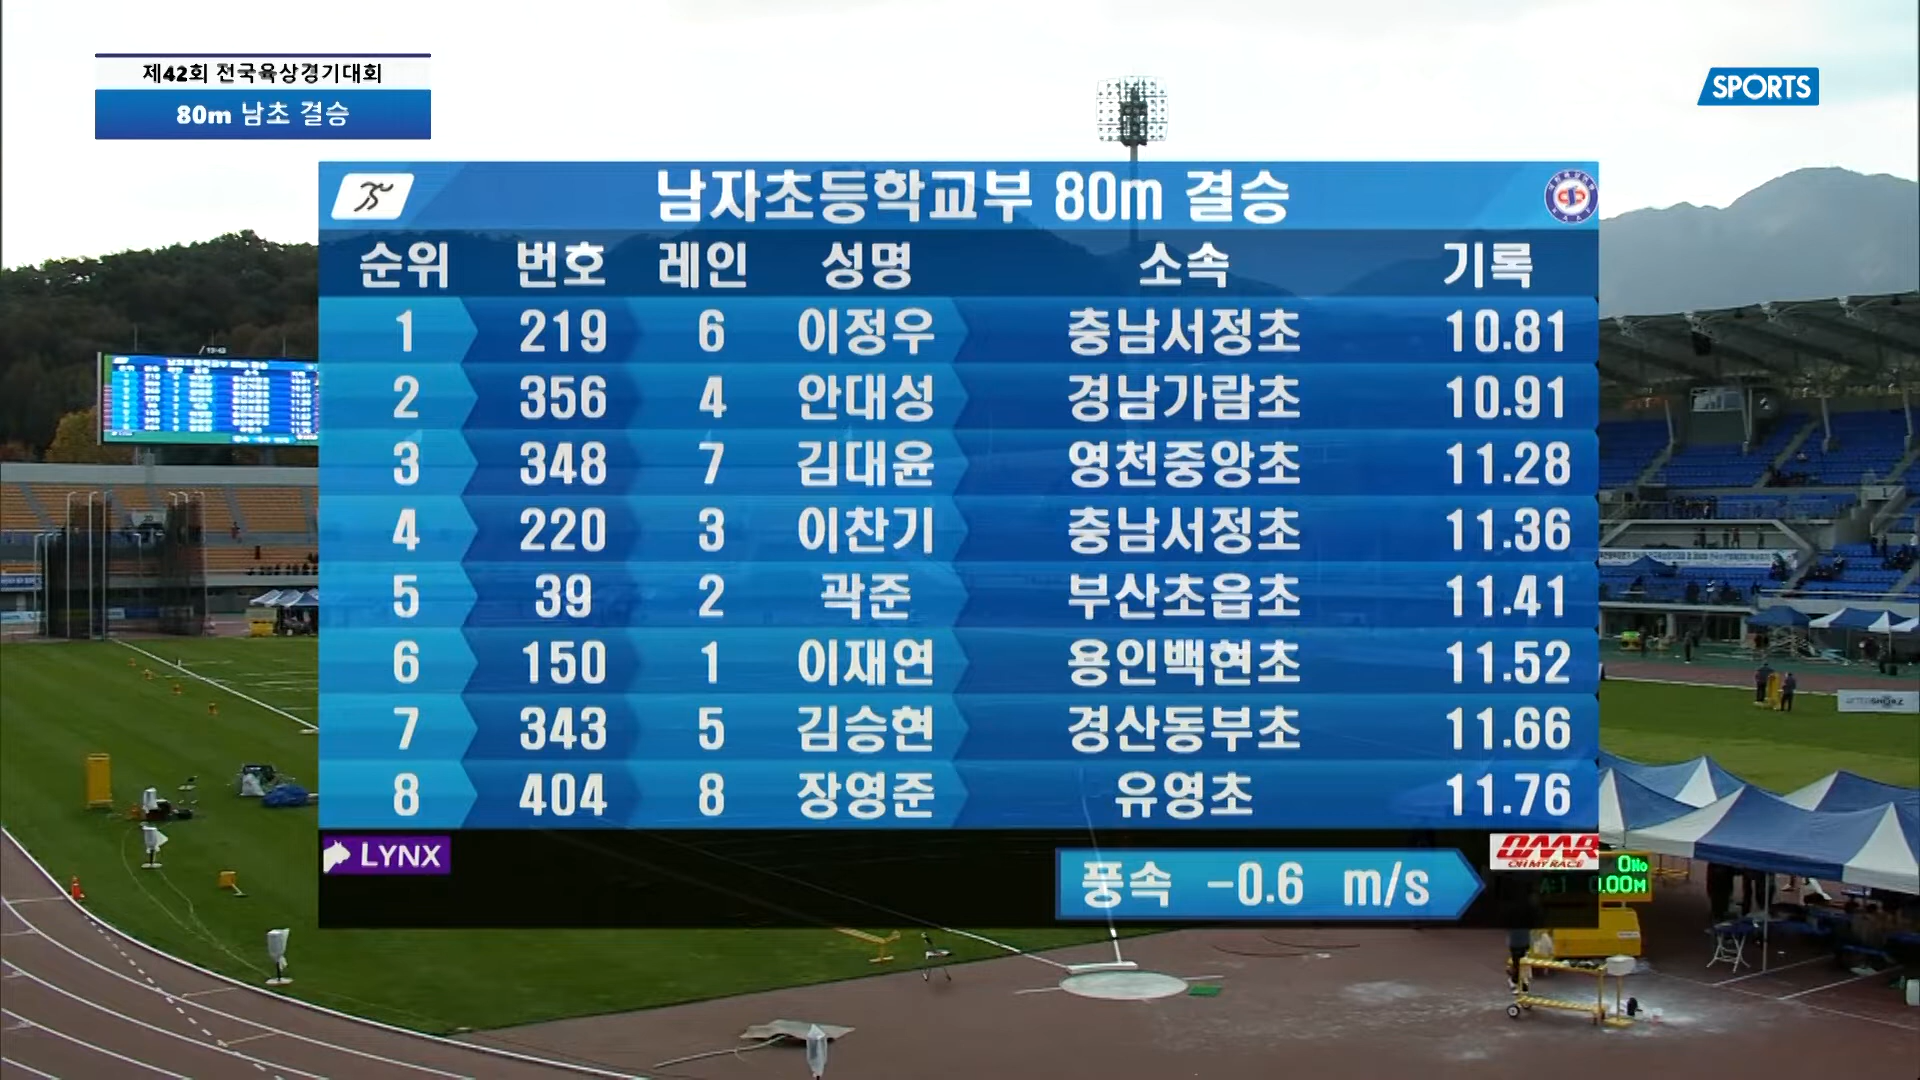 제42회 전국육상경기대회
80m 남초 결승
SPORTS
남자초등학교부 80m 결승
순위 번호 레인 성명 소속 기록
1 219 6 이정우 충남서정초 10.81
2 356 4 안대성 경남가람초 10.91
3 348 7 김대윤 영천중앙초 11.28
4 220 3 이찬기 충남서정초 11.36
5 39 2 곽준 부산초읍초 11.41
6 150 1 이재연 용인백현초 11.52
7 343 5 김승현 경산동부초 11.66
8 404 8 장영준 유영초 11.76
LYNX
풍속 -0.6 m/s
OMR
OH MY RACE
0.00M